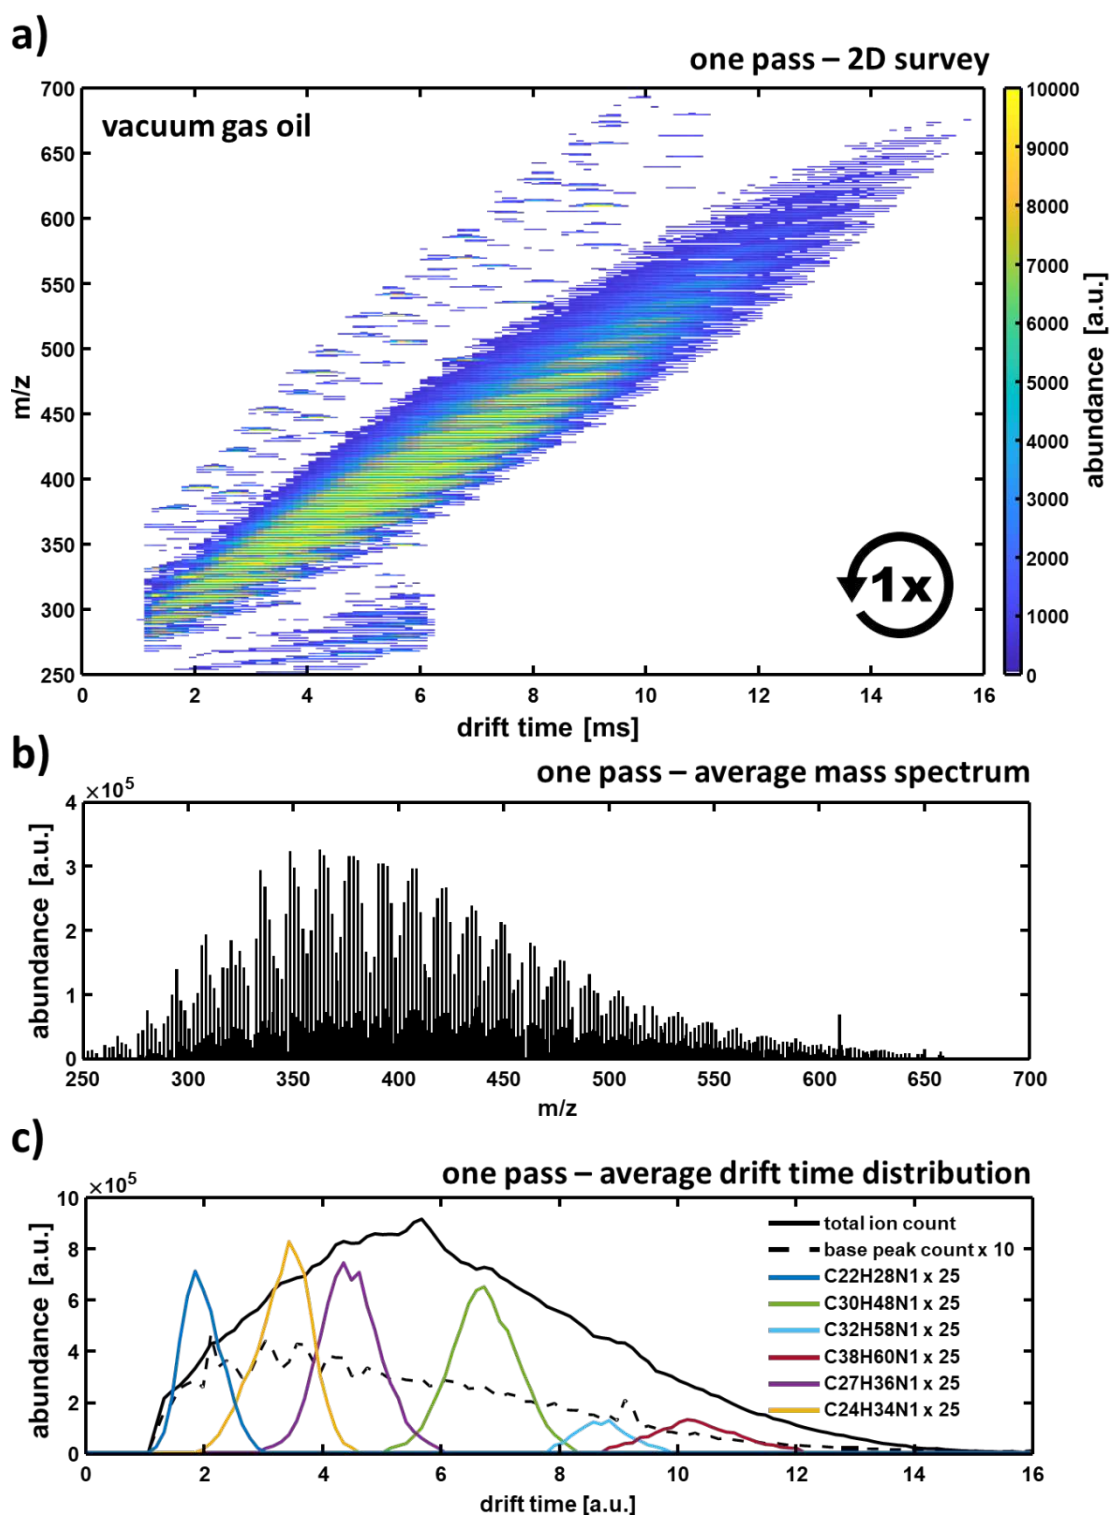 a)
one pass – 2D survey
vacuum gas oil
700
650
600
550
500
450
400
350
300
250
m/z
0 2 4 6 8 10 12 14 16
drift time [ms]
1x
10000
9000
8000
7000
6000
5000
4000
3000
2000
1000
0
abundance [a.u.]
b)
one pass – average mass spectrum
×10⁵
4
3
2
1
0
abundance [a.u.]
250 300 350 400 450 500 550 600 650 700
m/z
c)
one pass – average drift time distribution
×10⁵
10
8
6
4
2
0
abundance [a.u.]
total ion count
base peak count x 10
C22H28N1 x 25
C30H48N1 x 25
C32H58N1 x 25
C38H60N1 x 25
C27H36N1 x 25
C24H34N1 x 25
0 2 4 6 8 10 12 14 16
drift time [a.u.]